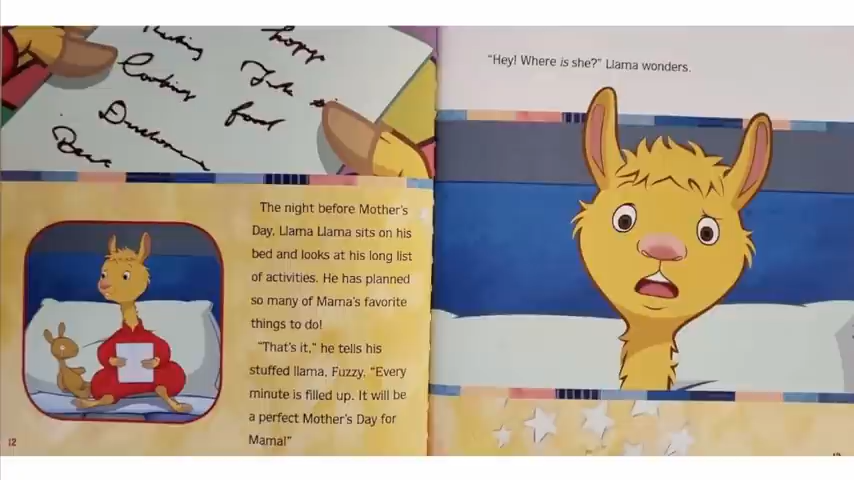 The night before Mother's
Day, Llama Llama sits on his
bed and looks at his long list
of activities. He has planned
so many of Mama's favorite
things to do!
"That's it," he tells his
stuffed llama, Fuzzy. "Every
minute is filled up. It will be
a perfect Mother's Day for
Mama!"
12
"Hey! Where is she?" Llama wonders.